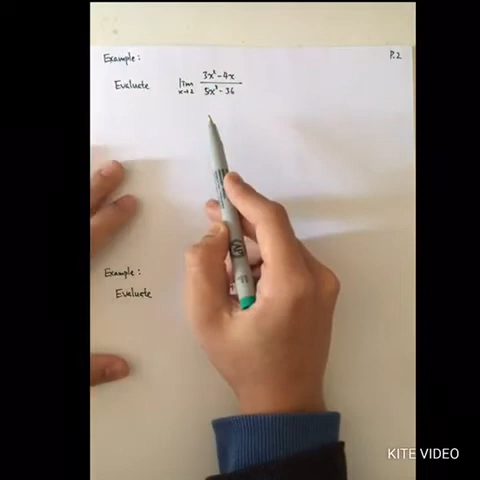 Example:
P.2
Evaluate lim x→2 (3x² - 4x)/(5x³ - 36)
Example:
Evaluate
KITE VIDEO